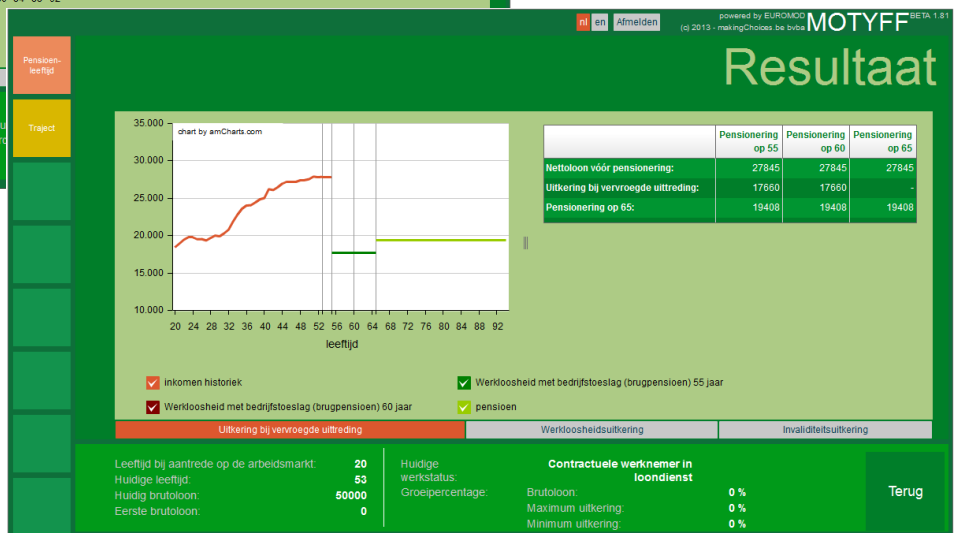 nl en Afmelden
powered by EUROMOD
(c) 2013 - makingChoices.be bvba
MOTYFF
BETA 1.81
Resultaat
Pensioen-
leeftijd
Traject
chart by amCharts.com
35.000
30.000
25.000
20.000
15.000
10.000
20 24 28 32 36 40 44 48 52 56 60 64 68 72 76 80 84 88 92
leeftijd
Pensionering Pensionering Pensionering
op 55 op 60 op 65
Nettoloon vóór pensionering: 27845 27845 27845
Uitkering bij vervroegde uittreding: 17660 17660 -
Pensionering op 65: 19408 19408 19408
inkomen historiek
Werkloosheid met bedrijfstoeslag (brugpensioen) 55 jaar
Werkloosheid met bedrijfstoeslag (brugpensioen) 60 jaar
pensioen
Uitkering bij vervroegde uittreding
Werkloosheidsuitkering
Invaliditeitsuitkering
Leeftijd bij aantrede op de arbeidsmarkt: 20
Huidige leeftijd: 53
Huidig brutoloon: 50000
Eerste brutoloon: 0
Huidige
werkstatus:
Contractuele werknemer in
loondienst
Groeipercentage:
Brutoloon: 0 %
Maximum uitkering: 0 %
Minimum uitkering: 0 %
Terug